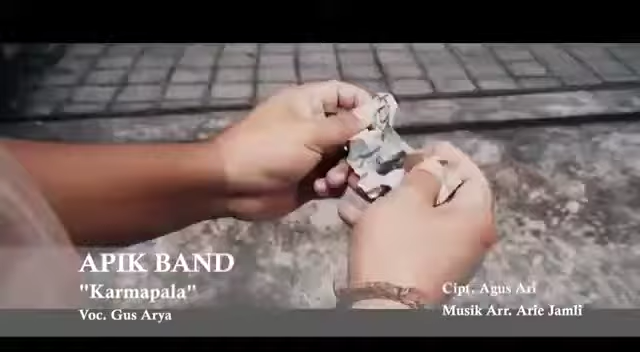 APIK BAND
"Karmapala"
Voc. Gus Arya
Cipt. Agus Ari
Musik Arr. Arie Jamli